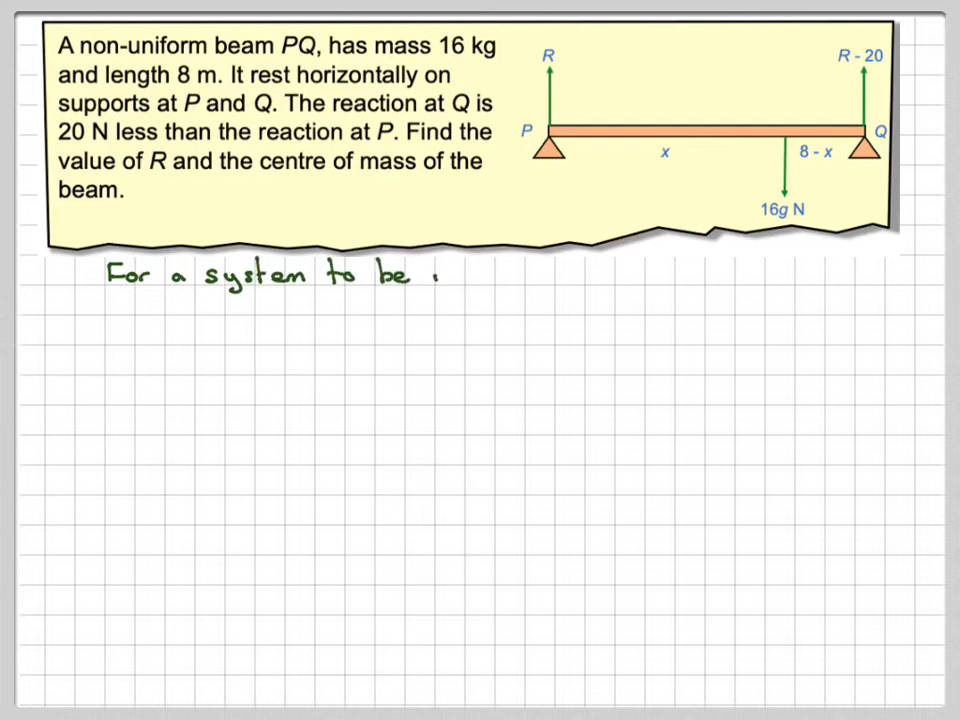 A non-uniform beam PQ, has mass 16 kg
and length 8 m. It rest horizontally on
supports at P and Q. The reaction at Q is
20 N less than the reaction at P. Find the
value of R and the centre of mass of the
beam.
R
R - 20
P
Q
x
8 - x
16g N
For a system to be